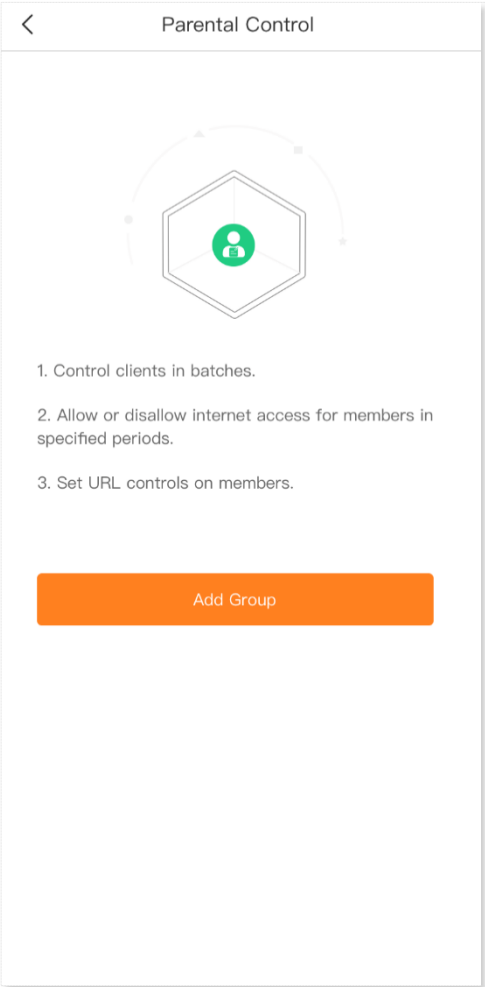 Parental Control
1. Control clients in batches.
2. Allow or disallow internet access for members in
specified periods.
3. Set URL controls on members.
Add Group